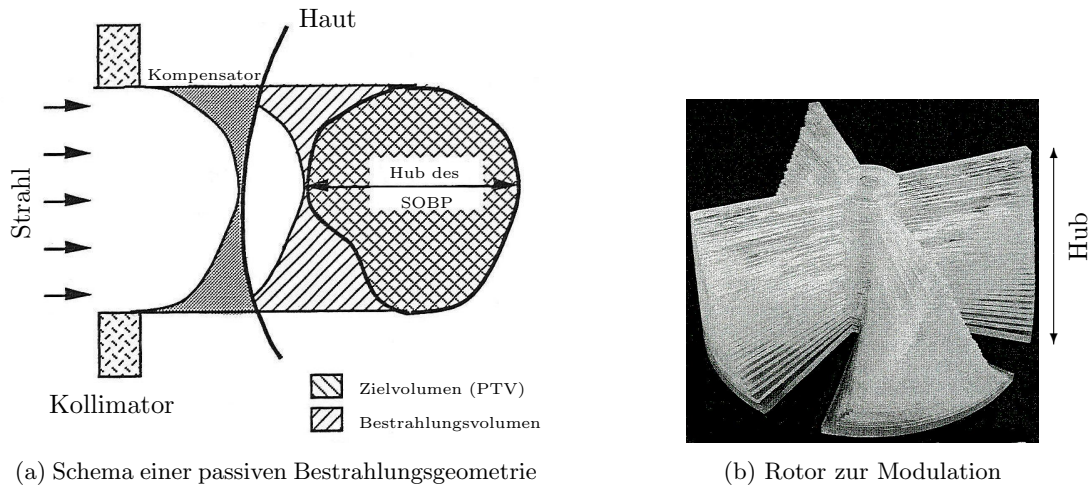 Haut
Kompensator
Strahl
Hub des
SOBP
Hub
Kollimator
Zielvolumen (PTV)
Bestrahlungsvolumen
(a) Schema einer passiven Bestrahlungsgeometrie
(b) Rotor zur Modulation